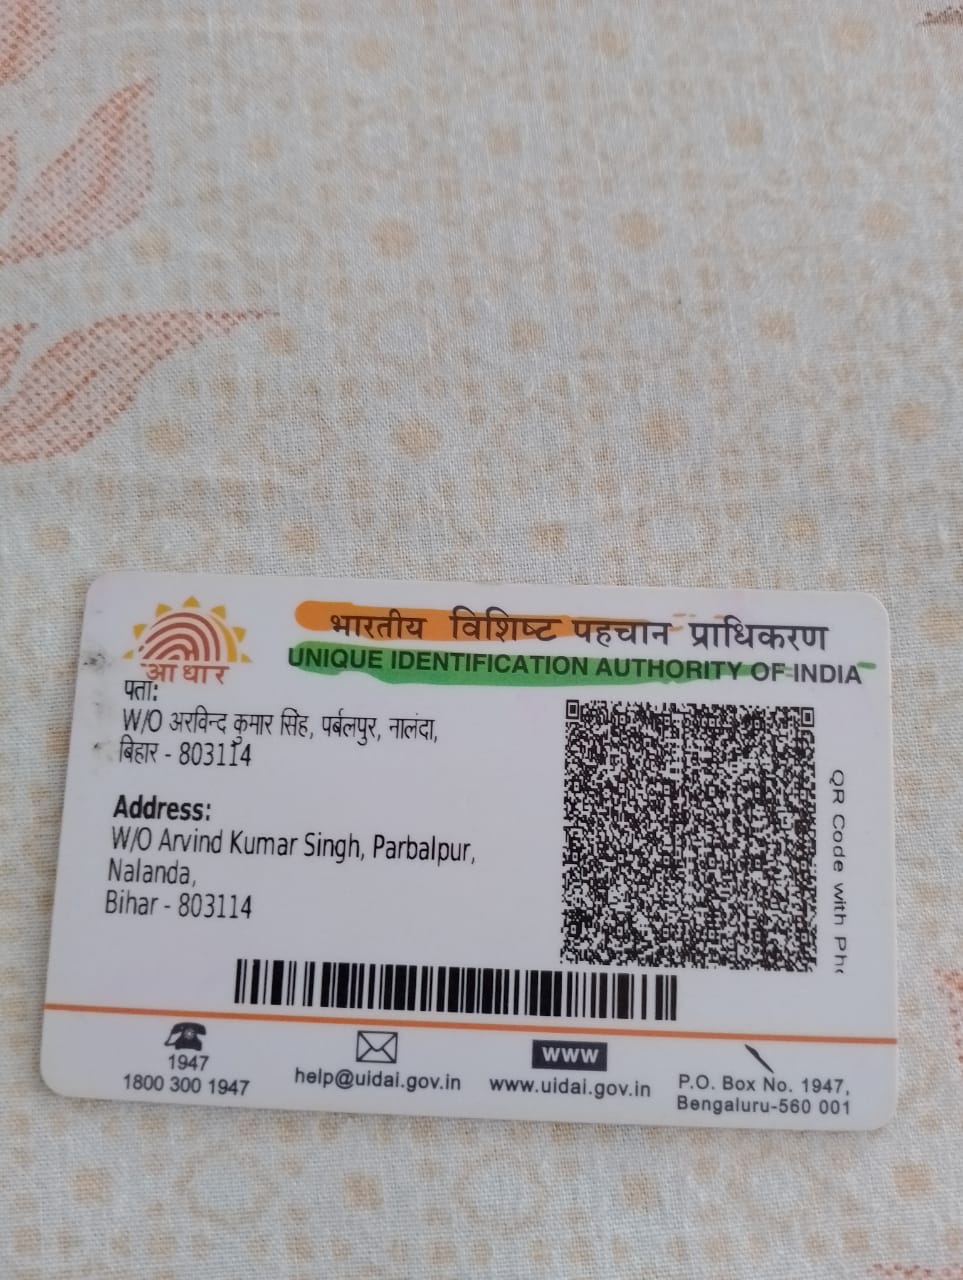 भारतीय विशिष्ट पहचान प्राधिकरण
UNIQUE IDENTIFICATION AUTHORITY OF INDIA
आधार
पता:
W/O अरविन्द कुमार सिंह, पर्बलपुर, नालंदा,
बिहार - 803114
Address:
W/O Arvind Kumar Singh, Parbalpur,
Nalanda,
Bihar - 803114
QR Code with Pho
1947
1800 300 1947
help@uidai.gov.in
www
www.uidai.gov.in
P.O. Box No. 1947,
Bengaluru-560 001